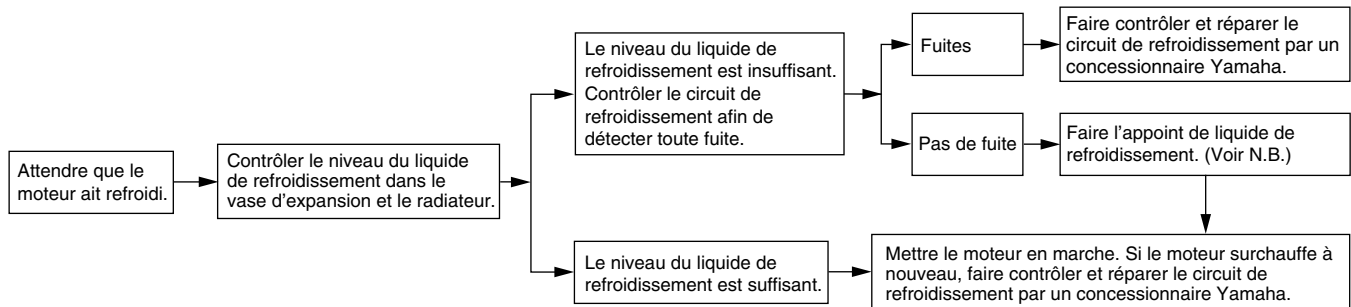 Attendre que le
moteur ait refroidi.
Contrôler le niveau du liquide
de refroidissement dans le
vase d'expansion et le radiateur.
Le niveau du liquide de
refroidissement est insuffisant.
Contrôler le circuit de
refroidissement afin de
détecter toute fuite.
Fuites
Faire contrôler et réparer le
circuit de refroidissement par un
concessionnaire Yamaha.
Pas de fuite
Faire l'appoint de liquide de
refroidissement. (Voir N.B.)
Le niveau du liquide de
refroidissement est suffisant.
Mettre le moteur en marche. Si le moteur surchauffe à
nouveau, faire contrôler et réparer le circuit de
refroidissement par un concessionnaire Yamaha.